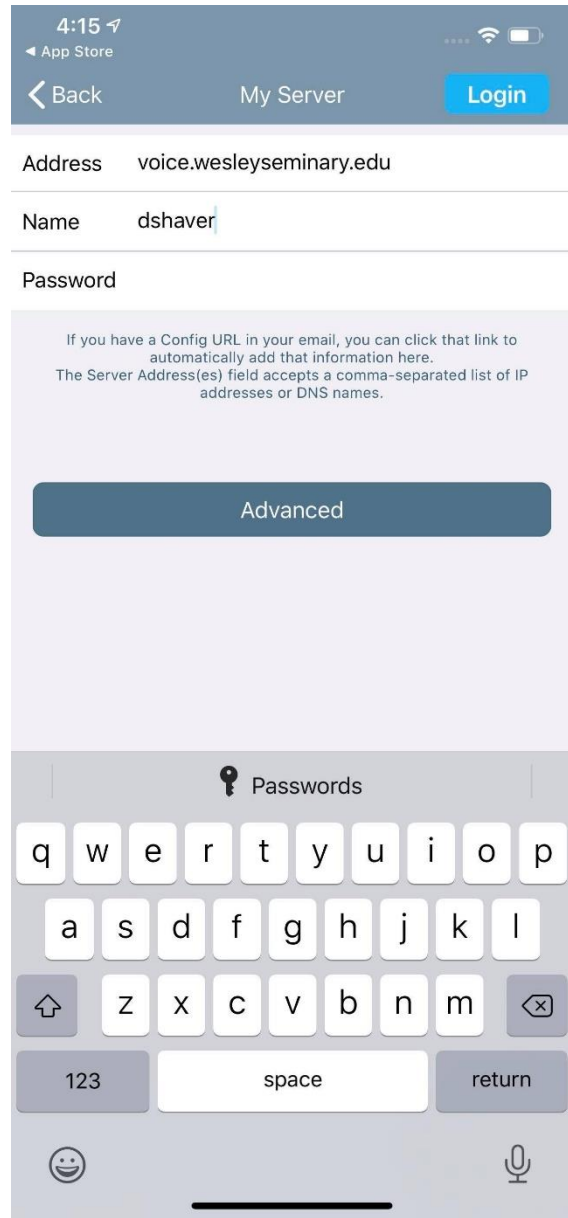 4:15
◀ App Store
Back My Server Login
Address voice.wesleyseminary.edu
Name dshaver
Password
If you have a Config URL in your email, you can click that link to
automatically add that information here.
The Server Address(es) field accepts a comma-separated list of IP
addresses or DNS names.
Advanced
Passwords
q w e r t y u i o p
a s d f g h j k l
z x c v b n m
123 space return